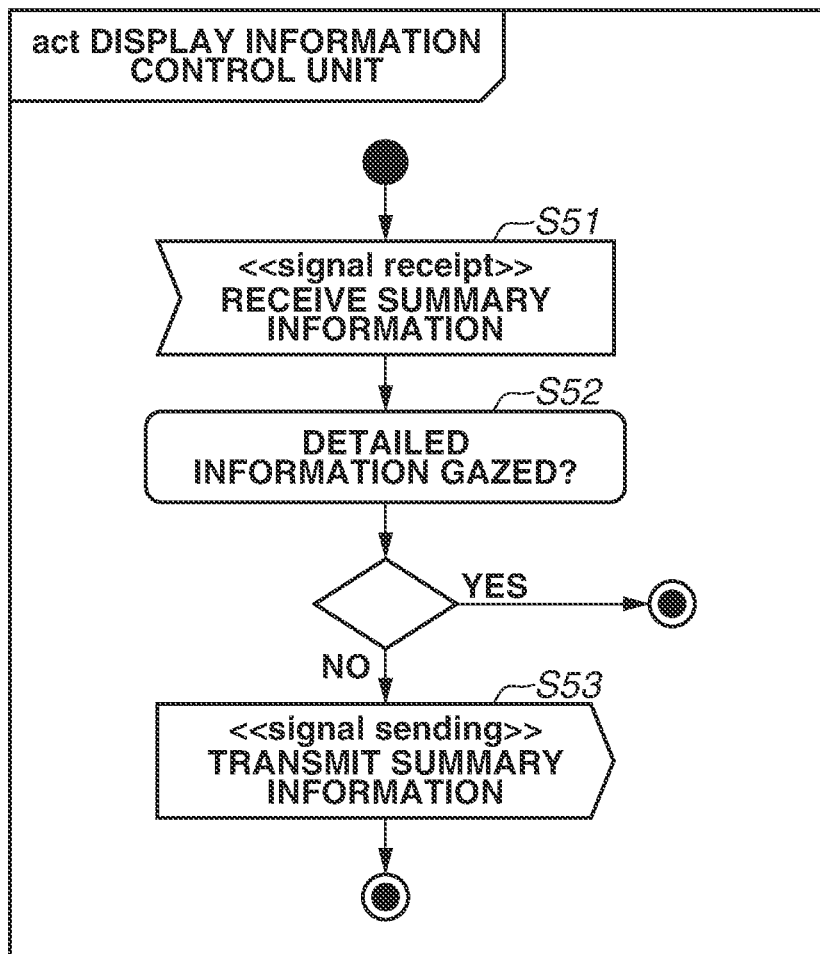 act DISPLAY INFORMATION
CONTROL UNIT
S51
<<signal receipt>>
RECEIVE SUMMARY
INFORMATION
S52
DETAILED
INFORMATION GAZED?
YES
NO
S53
<<signal sending>>
TRANSMIT SUMMARY
INFORMATION